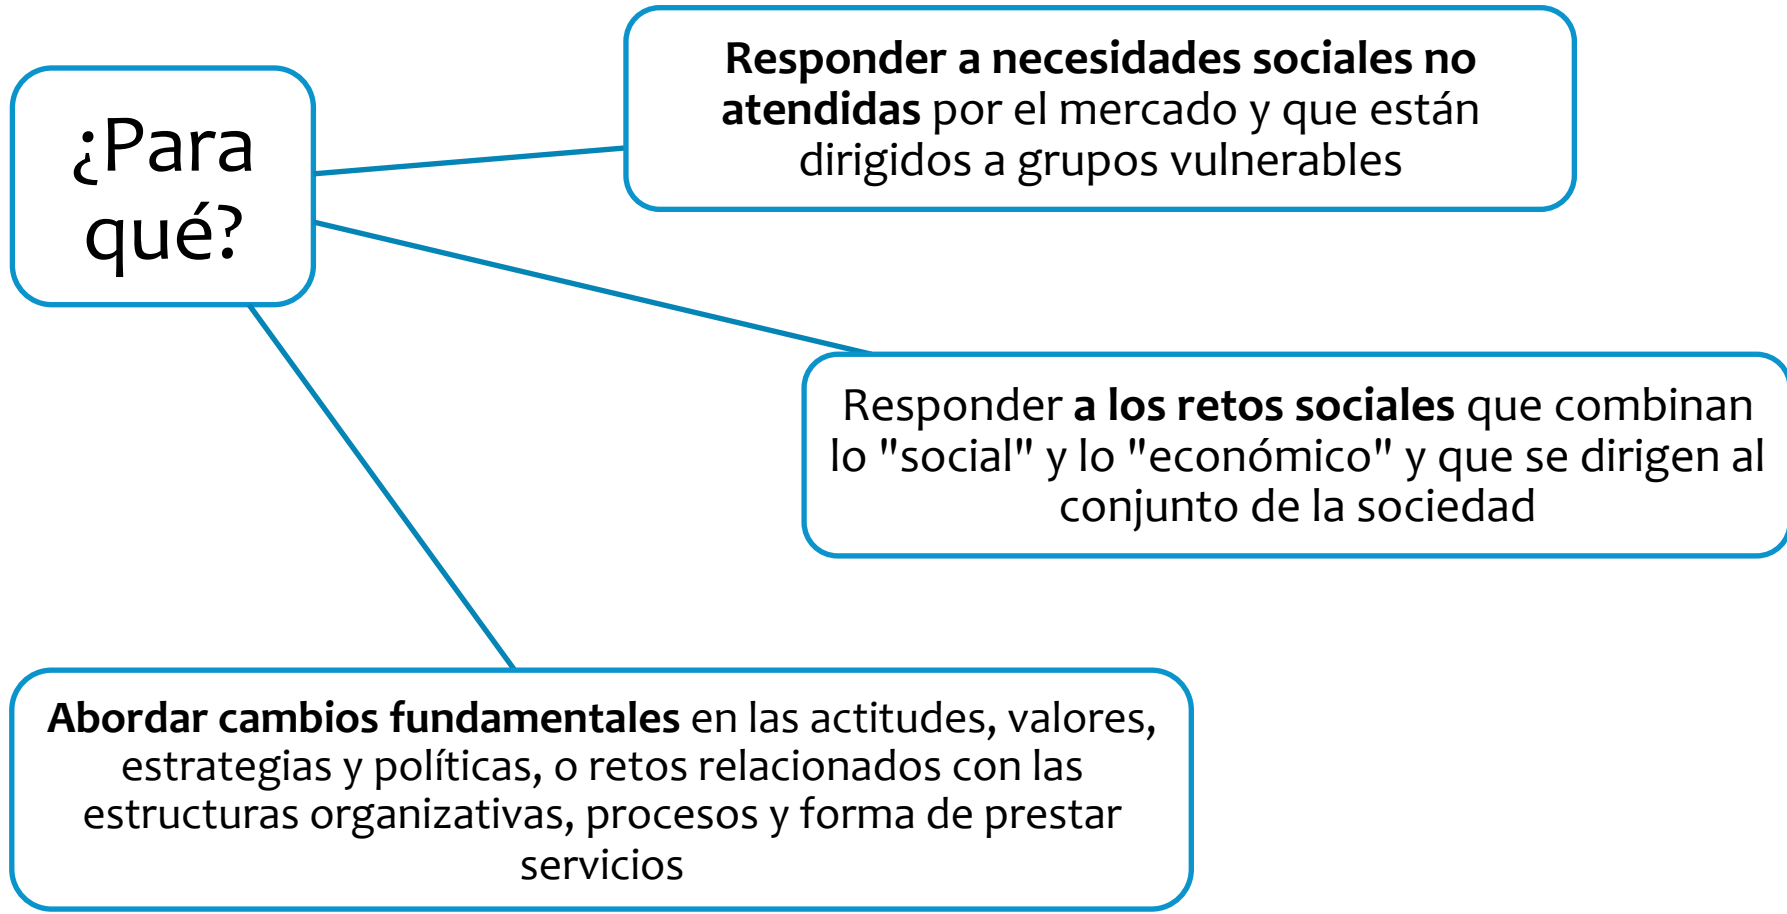 ¿Para
qué?
Responder a necesidades sociales no
atendidas por el mercado y que están
dirigidos a grupos vulnerables
Responder a los retos sociales que combinan
lo "social" y lo "económico" y que se dirigen al
conjunto de la sociedad
Abordar cambios fundamentales en las actitudes, valores,
estrategias y políticas, o retos relacionados con las
estructuras organizativas, procesos y forma de prestar
servicios